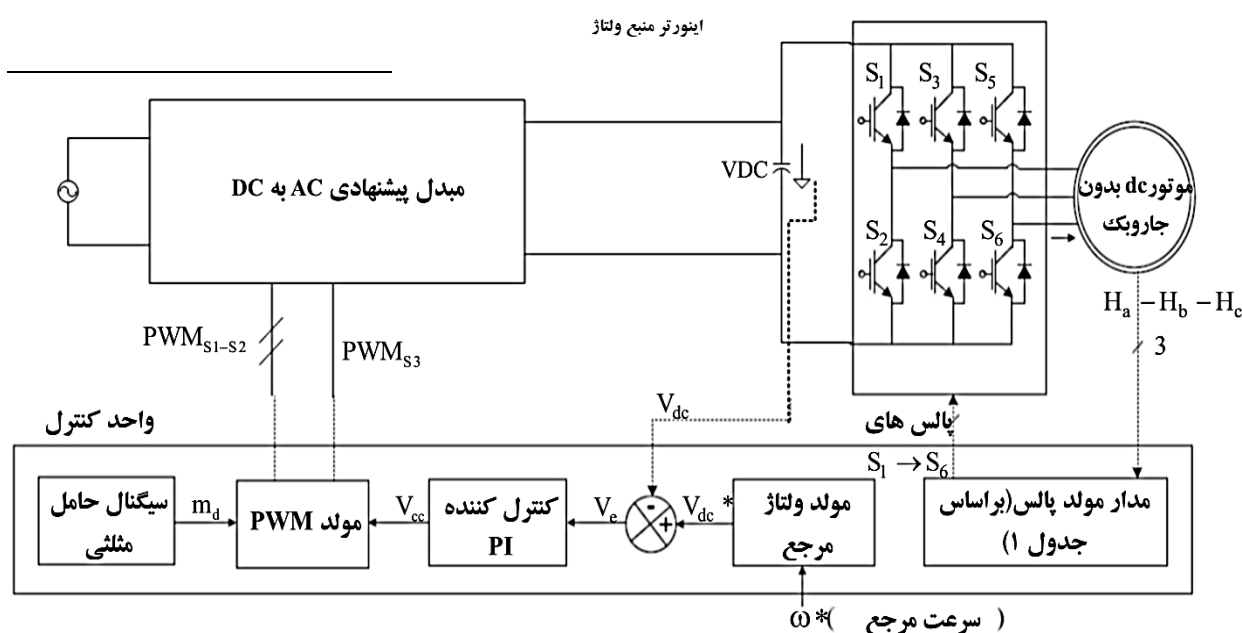 اینورتر منبع ولتاژ
S1 S3 S5
مبدل پیشنهادی AC به DC
VDC
موتور dc بدون
جاروبک
S2 S4 S6
Ha – Hb – Hc
3
PWMS1–S2
PWMS3
Vdc
واحد کنترل
پالس های
S1 → S6
سیگنال حامل
مثلثی
md
مولد PWM
Vcc
کنترل کننده
PI
Ve
- +
Vdc *
مولد ولتاژ
مرجع
مدار مولد پالس(براساس
جدول ۱)
ω*( سرعت مرجع )